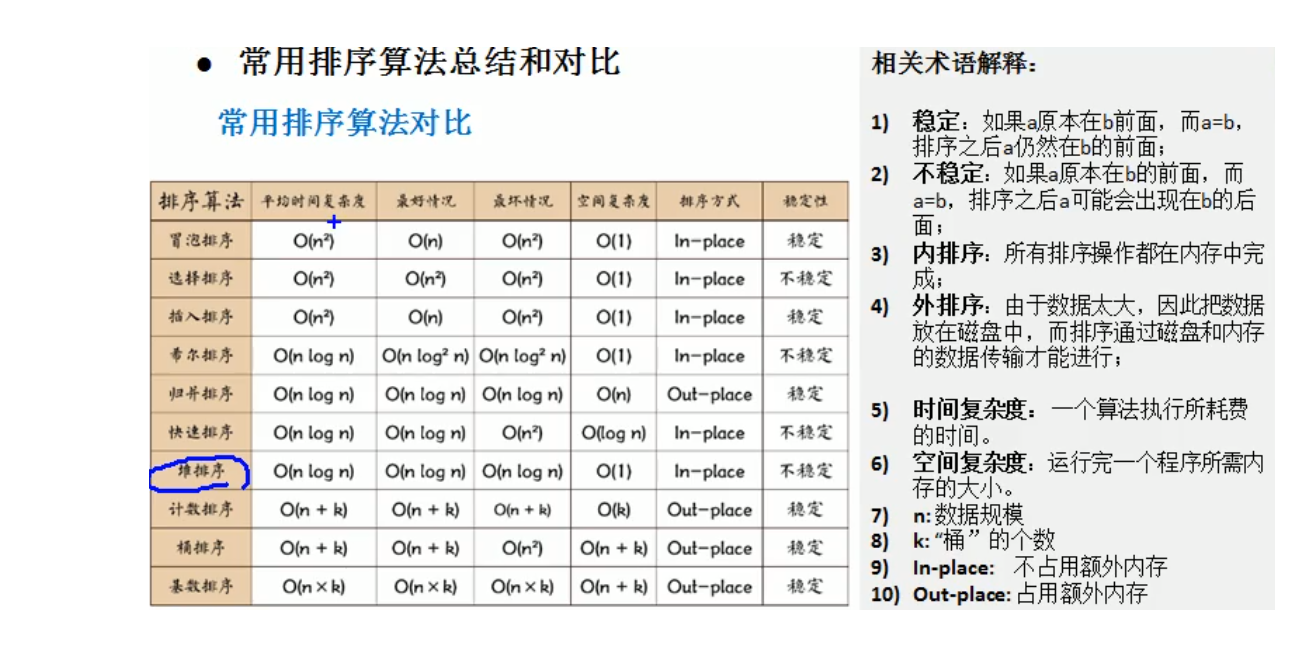 ● 常用排序算法总结和对比
常用排序算法对比
排序算法 平均时间复杂度 最好情况 最坏情况 空间复杂度 排序方式 稳定性
冒泡排序 O(n²) O(n) O(n²) O(1) In-place 稳定
选择排序 O(n²) O(n²) O(n²) O(1) In-place 不稳定
插入排序 O(n²) O(n) O(n²) O(1) In-place 稳定
希尔排序 O(n log n) O(n log² n) O(n log² n) O(1) In-place 不稳定
归并排序 O(n log n) O(n log n) O(n log n) O(n) Out-place 稳定
快速排序 O(n log n) O(n log n) O(n²) O(log n) In-place 不稳定
堆排序 O(n log n) O(n log n) O(n log n) O(1) In-place 不稳定
计数排序 O(n + k) O(n + k) O(n + k) O(k) Out-place 稳定
桶排序 O(n + k) O(n + k) O(n²) O(n + k) Out-place 稳定
基数排序 O(n×k) O(n×k) O(n×k) O(n + k) Out-place 稳定
相关术语解释：
1) 稳定：如果a原本在b前面，而a=b，
排序之后a仍然在b的前面；
2) 不稳定：如果a原本在b的前面，而
a=b，排序之后a可能会出现在b的后
面；
3) 内排序：所有排序操作都在内存中完
成；
4) 外排序：由于数据太大，因此把数据
放在磁盘中，而排序通过磁盘和内存
的数据传输才能进行；
5) 时间复杂度：一个算法执行所耗费
的时间。
6) 空间复杂度：运行完一个程序所需内
存的大小。
7) n:数据规模
8) k:“桶”的个数
9) In-place: 不占用额外内存
10) Out-place:占用额外内存